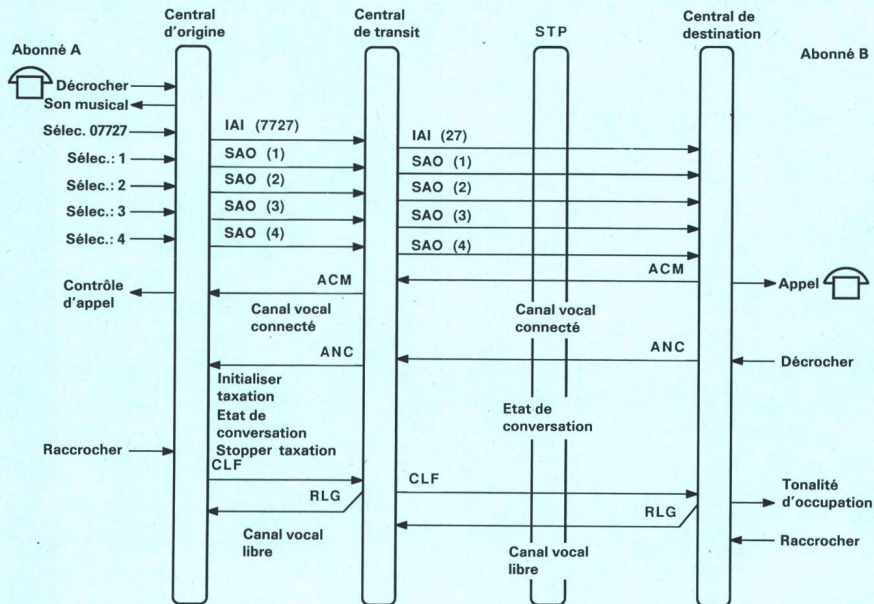 Central
d'origine
Central
de transit
STP
Central de
destination
Abonné A
Abonné B
Décrocher
Son musical
Sélec. 07727
IAI (7727)
IAI (27)
Sélec.: 1
SAO (1)
SAO (1)
Sélec.: 2
SAO (2)
SAO (2)
Sélec.: 3
SAO (3)
SAO (3)
Sélec.: 4
SAO (4)
SAO (4)
ACM
Contrôle
d'appel
ACM
Appel
Canal vocal
connecté
Canal vocal
connecté
ANC
ANC
Décrocher
Initialiser
taxation
Etat de
conversation
Etat de
conversation
Raccrocher
Stopper taxation
CLF
CLF
Tonalité
d'occupation
RLG
RLG
Canal vocal
libre
Canal vocal
libre
Raccrocher